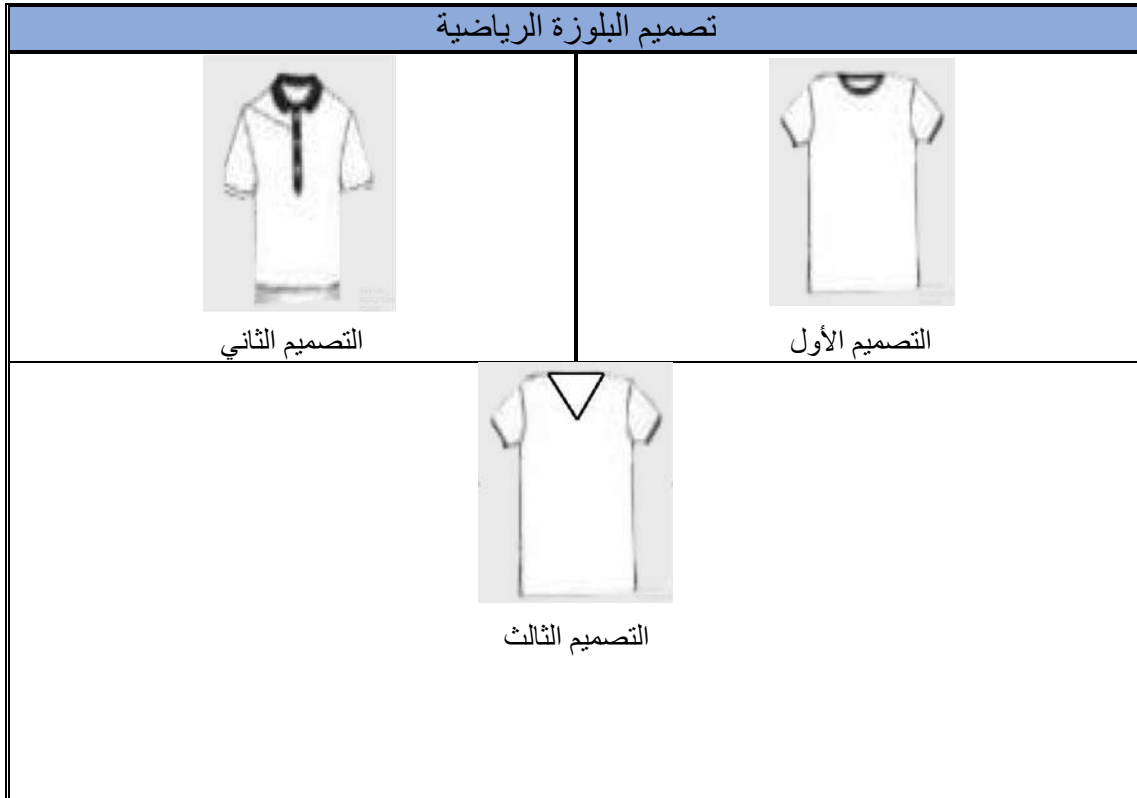 تصميم البلوزة الرياضية
التصميم الأول
التصميم الثاني
التصميم الثالث